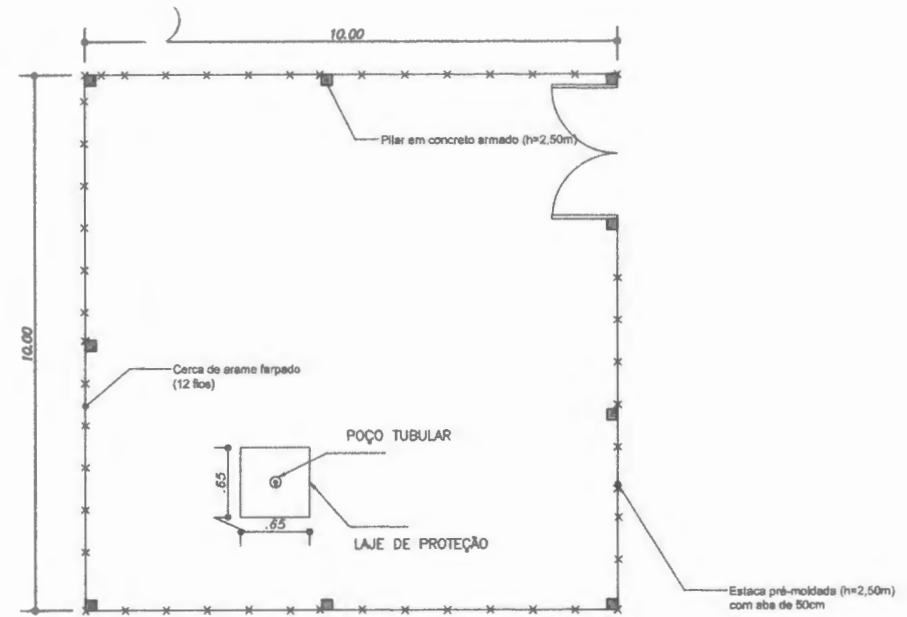 10.00
Pilar em concreto armado (h=2,50m)
10.00
Cerca de arame farpado
(12 fios)
POÇO TUBULAR
.65
.65
LAJE DE PROTEÇÃO
Estaca pré-moldada (h=2,50m)
com aba de 50cm